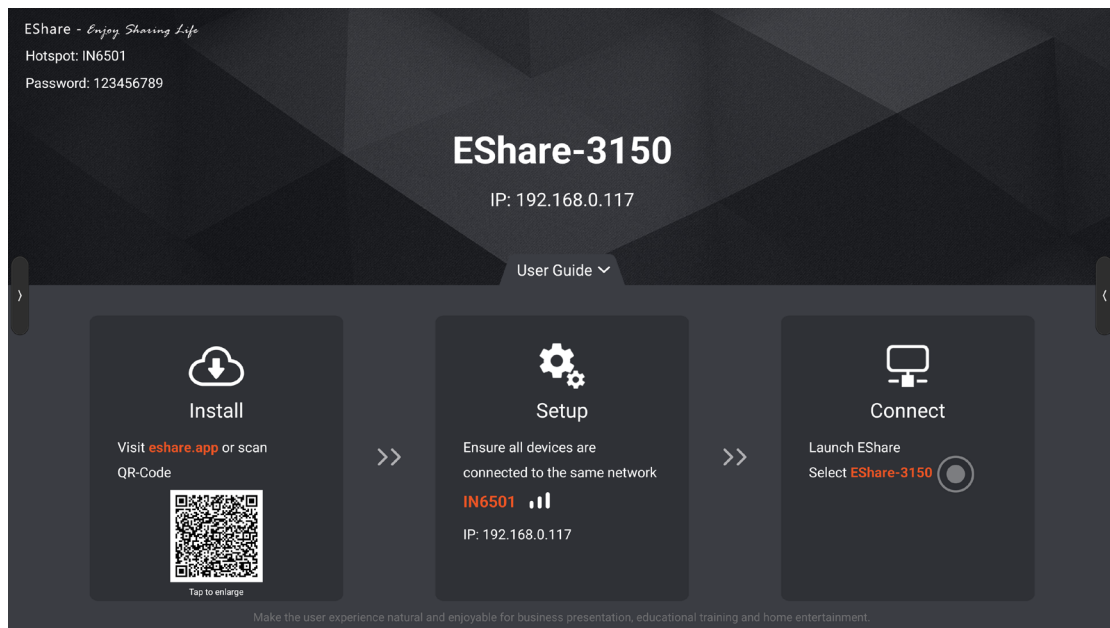 EShare - Enjoy Sharing Life
Hotspot: IN6501
Password: 123456789
EShare-3150
IP: 192.168.0.117
User Guide
Install
Visit eshare.app or scan
QR-Code
Tap to enlarge
Setup
Ensure all devices are
connected to the same network
IN6501
IP: 192.168.0.117
Connect
Launch EShare
Select EShare-3150
Make the user experience natural and enjoyable for business presentation, educational training and home entertainment.